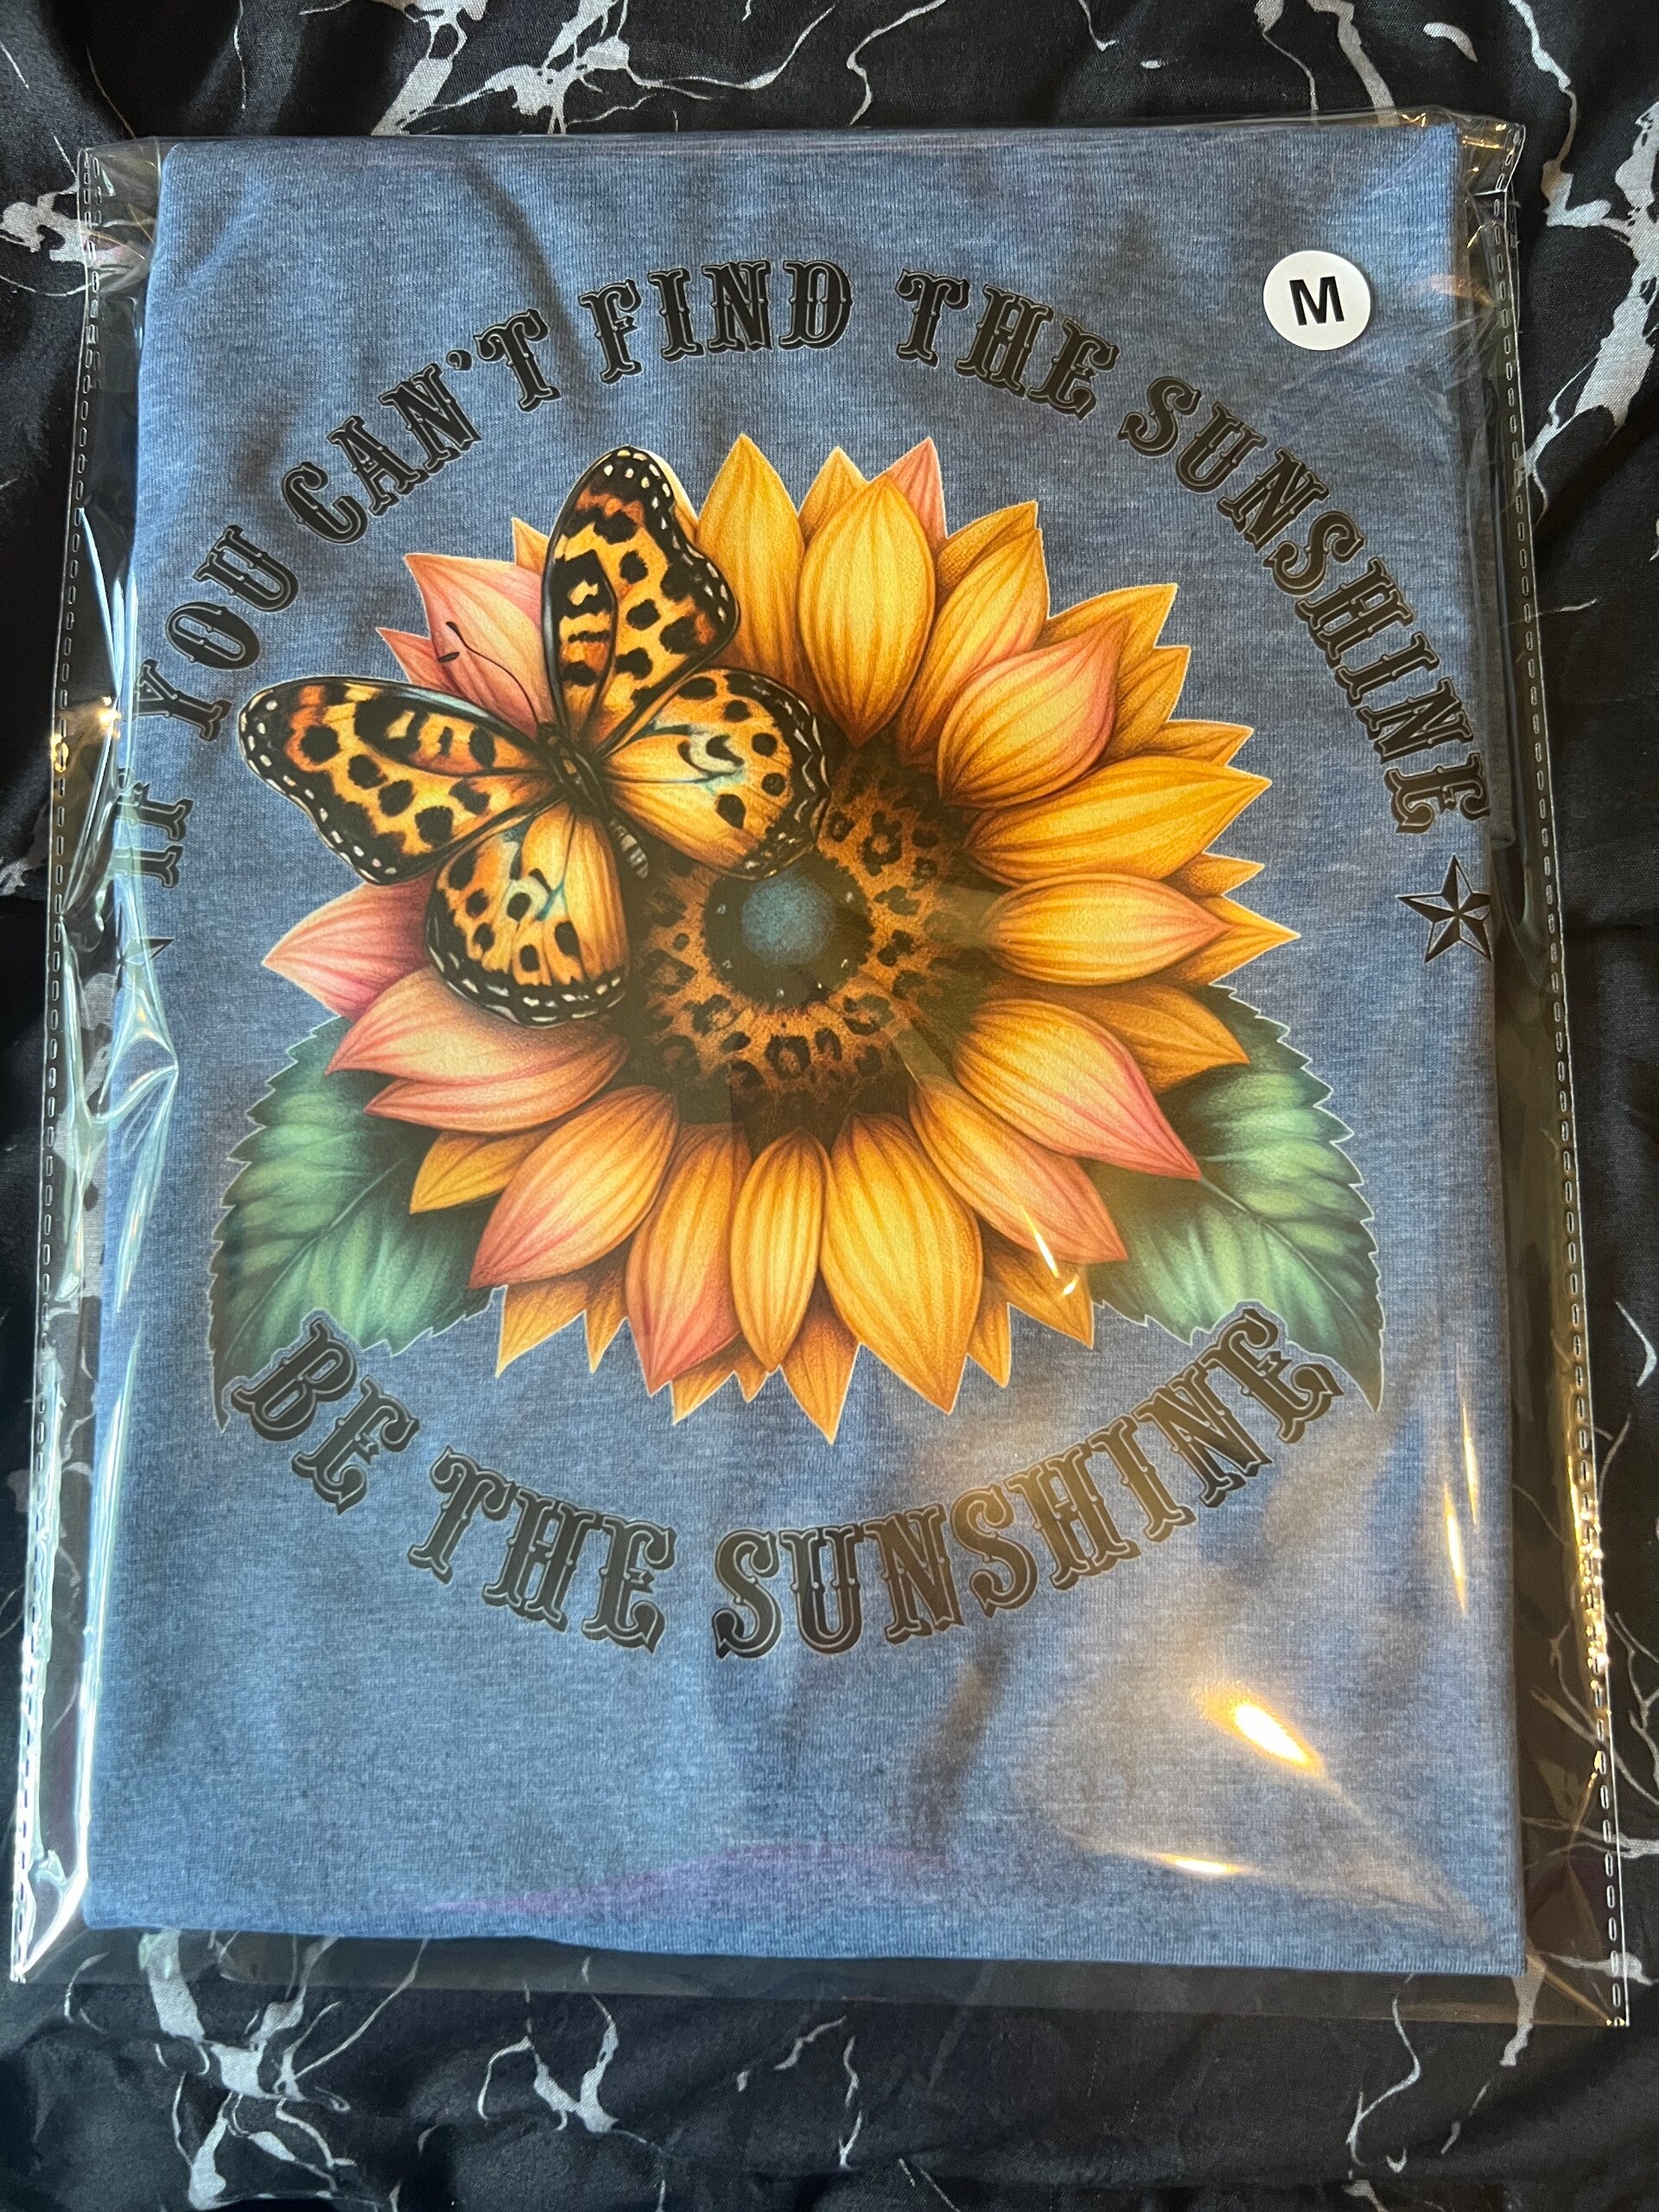 IF YOU CAN'T FIND THE SUNSHINE
M
BE THE SUNSHINE